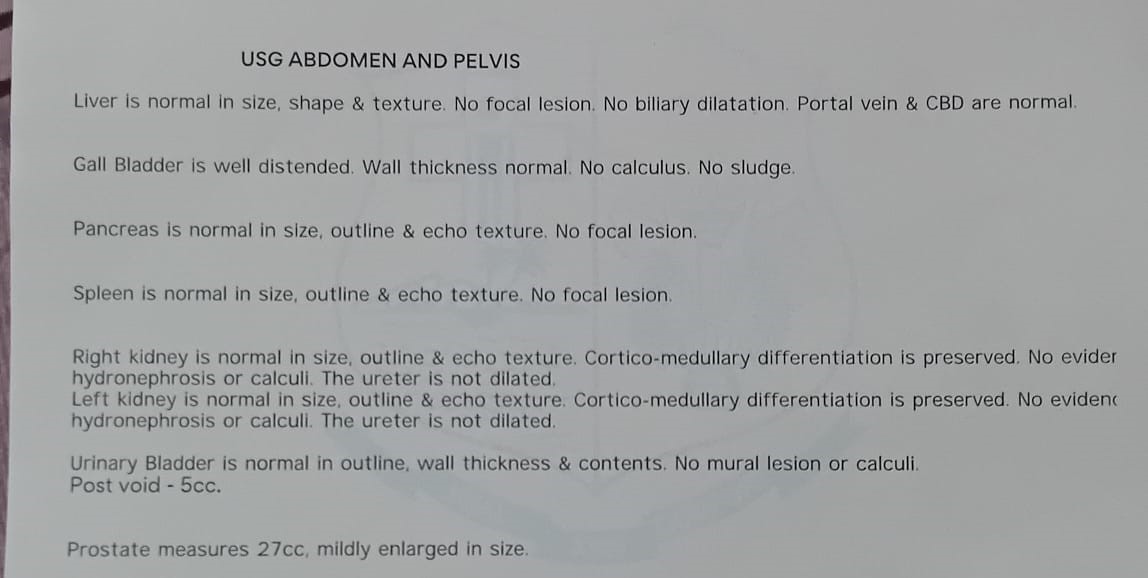 USG ABDOMEN AND PELVIS
Liver is normal in size, shape & texture. No focal lesion. No biliary dilatation. Portal vein & CBD are normal.
Gall Bladder is well distended. Wall thickness normal. No calculus. No sludge.
Pancreas is normal in size, outline & echo texture. No focal lesion.
Spleen is normal in size, outline & echo texture. No focal lesion.
Right kidney is normal in size, outline & echo texture. Cortico-medullary differentiation is preserved. No
hydronephrosis or calculi. The ureter is not dilated.
Left kidney is normal in size, outline & echo texture. Cortico-medullary differentiation is preserved. No
hydronephrosis or calculi. The ureter is not dilated.
Urinary Bladder is normal in outline, wall thickness & contents. No mural lesion or calculi.
Post void - 5cc.
Prostate measures 27cc, mildly enlarged in size.